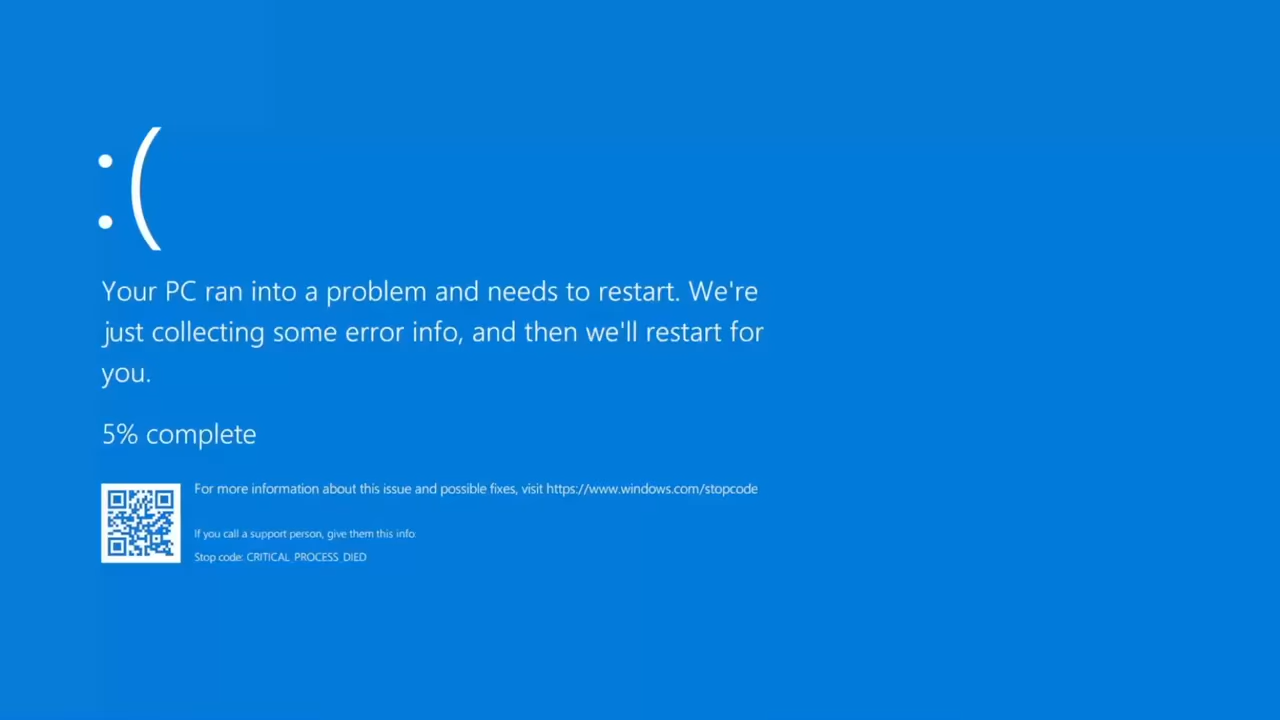 :(
Your PC ran into a problem and needs to restart. We're
just collecting some error info, and then we'll restart for
you.
5% complete
For more information about this issue and possible fixes, visit https://www.windows.com/stopcode
If you call a support person, give them this info:
Stop code: CRITICAL_PROCESS_DIED